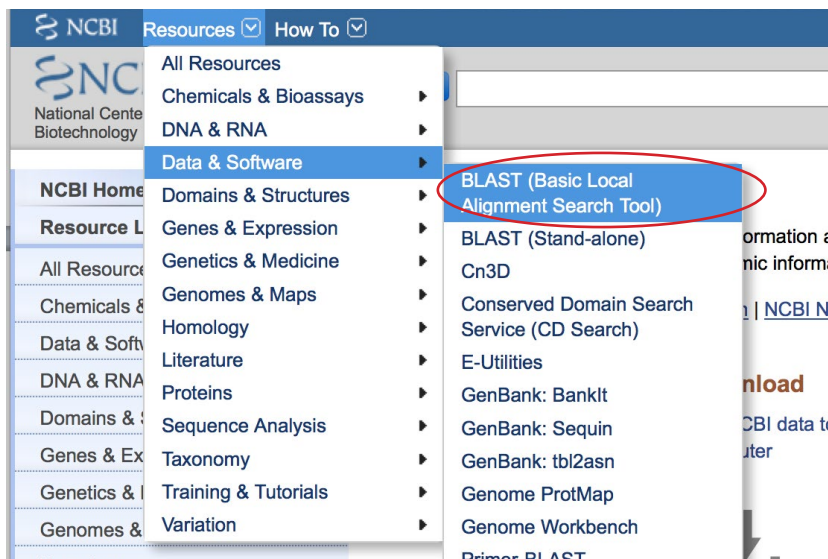 NCBI Resources How To
NC
National Cente
Biotechnology
All Resources
Chemicals & Bioassays
DNA & RNA
Data & Software
Domains & Structures
Genes & Expression
Genetics & Medicine
Genomes & Maps
Homology
Literature
Proteins
Sequence Analysis
Taxonomy
Training & Tutorials
Variation
BLAST (Basic Local
Alignment Search Tool)
BLAST (Stand-alone)
Cn3D
Conserved Domain Search
Service (CD Search)
E-Utilities
GenBank: BankIt
GenBank: Sequin
GenBank: tbl2asn
Genome ProtMap
Genome Workbench
Primer-BLAST
NCBI Home
Resource L
All Resource
Chemicals &
Data & Softw
DNA & RNA
Domains &
Genes & Ex
Genetics &
Genomes &
ormation a
mic informa
| NCBI N
nload
CBI data to
uter